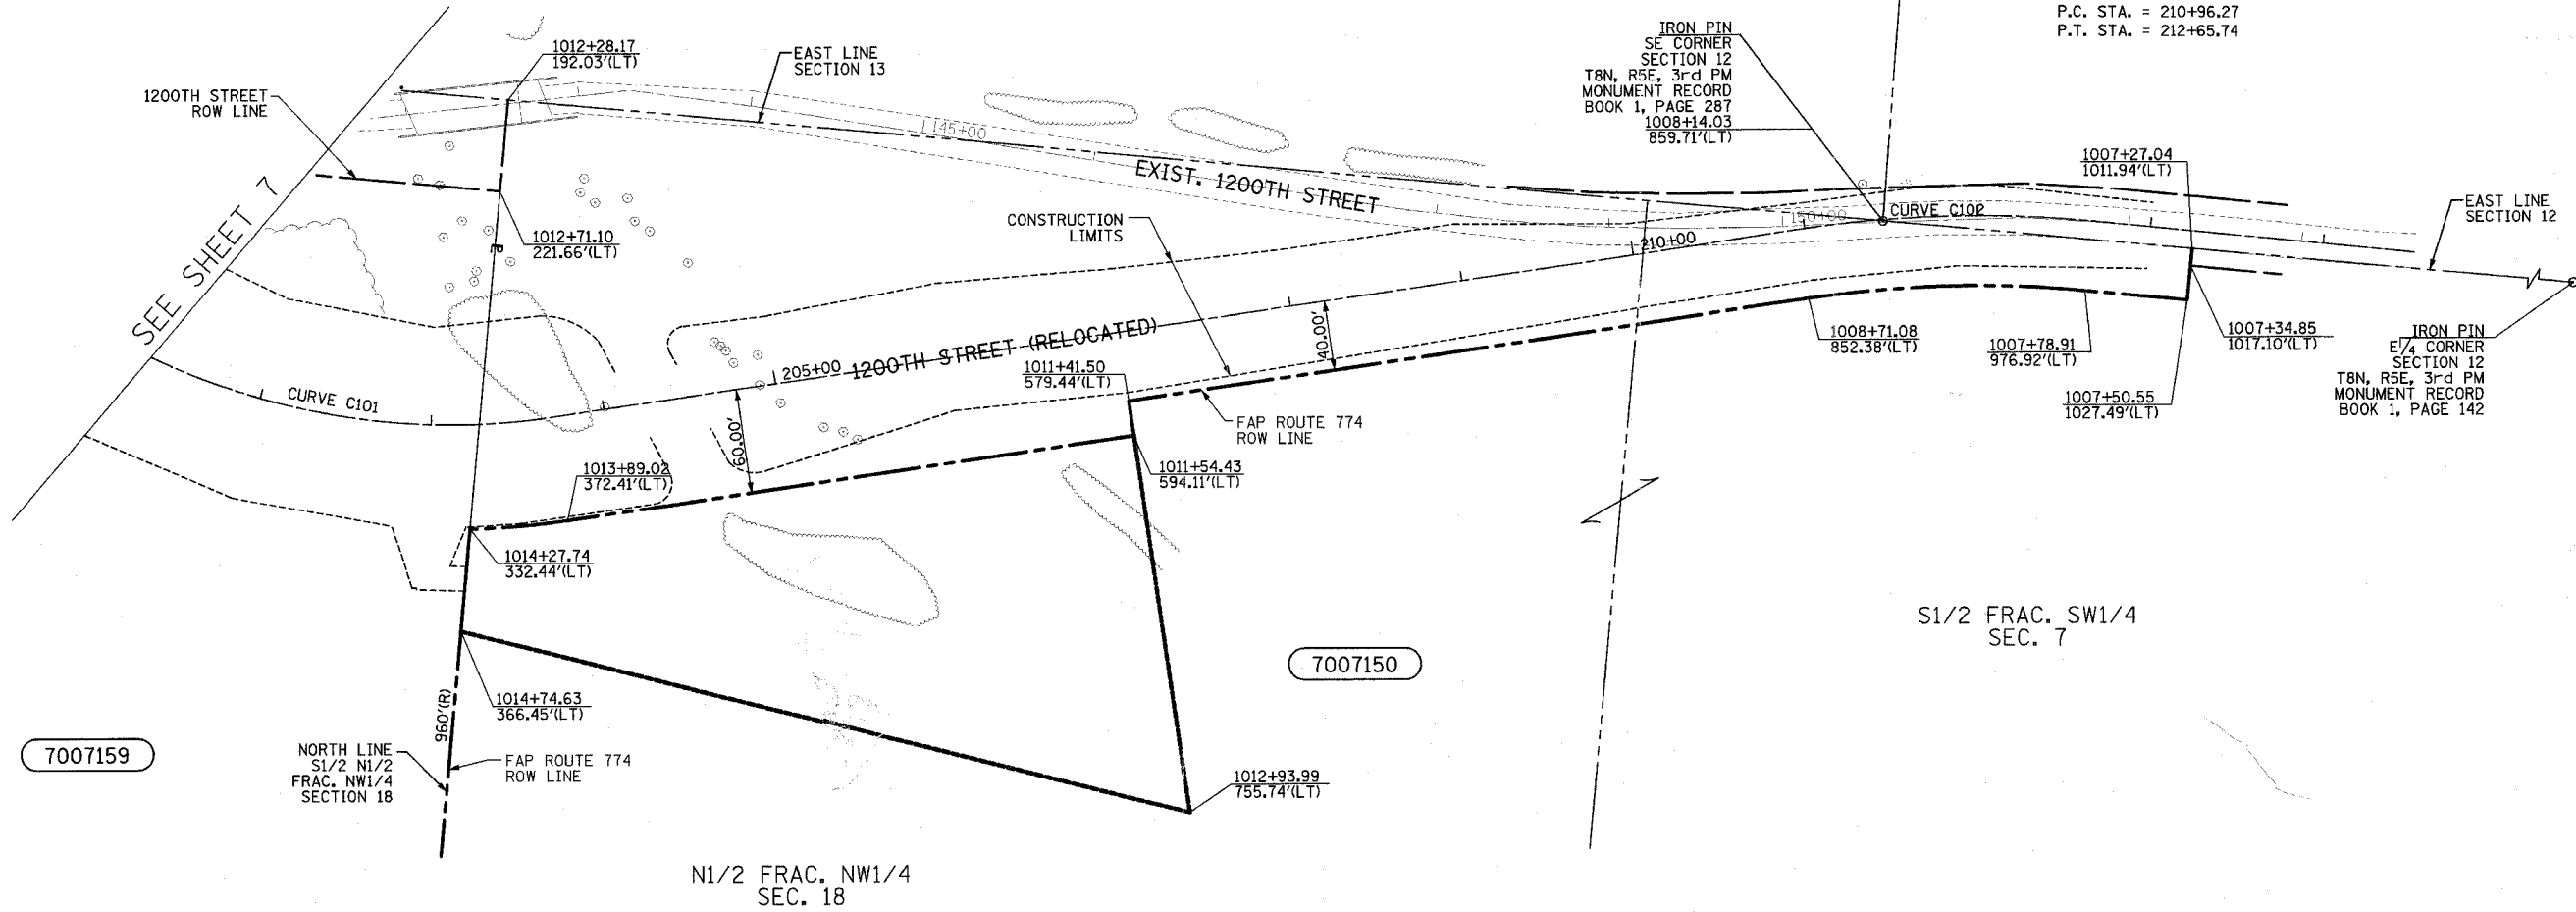 P.C. STA. = 210+96.27
P.T. STA. = 212+65.74
IRON PIN
SE CORNER
SECTION 12
T8N, R5E, 3rd PM
MONUMENT RECORD
BOOK 1, PAGE 287
1008+14.03
859.71'(LT)
1012+28.17
192.03'(LT)
EAST LINE
SECTION 13
1200TH STREET
ROW LINE
145+00
EXIST. 1200TH STREET
1007+27.04
1011.94'(LT)
SEE SHEET 7
CONSTRUCTION
LIMITS
150+00
CURVE C102
EAST LINE
SECTION 12
1012+71.10
221.66'(LT)
P
210+00
1200TH STREET (RELOCATED)
40.00'
1008+71.08
852.38'(LT)
1007+78.91
976.92'(LT)
1007+34.85
1017.10'(LT)
IRON PIN
E1/4 CORNER
SECTION 12
T8N, R5E, 3rd PM
MONUMENT RECORD
BOOK 1, PAGE 142
205+00
1011+41.50
579.44'(LT)
CURVE C101
1007+50.55
1027.49'(LT)
FAP ROUTE 774
ROW LINE
60.00'
1013+89.02
372.41'(LT)
1011+54.43
594.11'(LT)
1014+27.74
332.44'(LT)
S1/2 FRAC. SW1/4
SEC. 7
7007150
1014+74.63
366.45'(LT)
960'(R)
7007159
NORTH LINE
S1/2 N1/2
FRAC. NW1/4
SECTION 18
FAP ROUTE 774
ROW LINE
1012+93.99
755.74'(LT)
N1/2 FRAC. NW1/4
SEC. 18